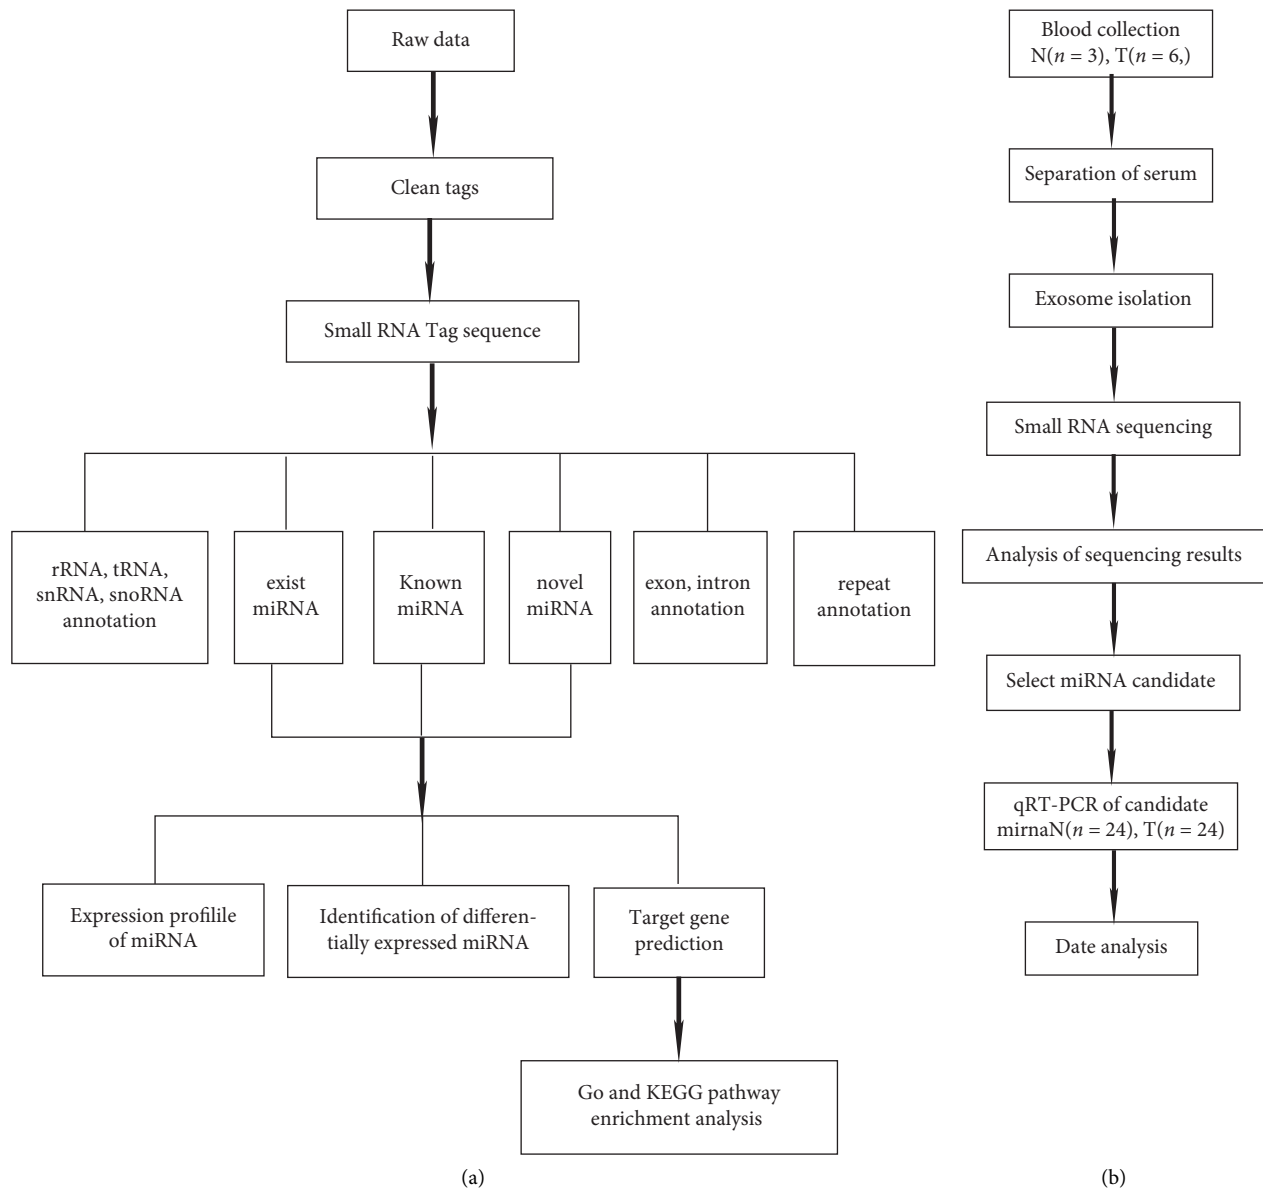 Raw data
Clean tags
Small RNA Tag sequence
rRNA, tRNA,
snRNA, snoRNA
annotation
exist
miRNA
Known
miRNA
novel
miRNA
exon, intron
annotation
repeat
annotation
Expression profilile
of miRNA
Identification of differen-
tially expressed miRNA
Target gene
prediction
Go and KEGG pathway
enrichment analysis
(a)
Blood collection
N(n = 3), T(n = 6,)
Separation of serum
Exosome isolation
Small RNA sequencing
Analysis of sequencing results
Select miRNA candidate
qRT-PCR of candidate
mirnaN(n = 24), T(n = 24)
Date analysis
(b)